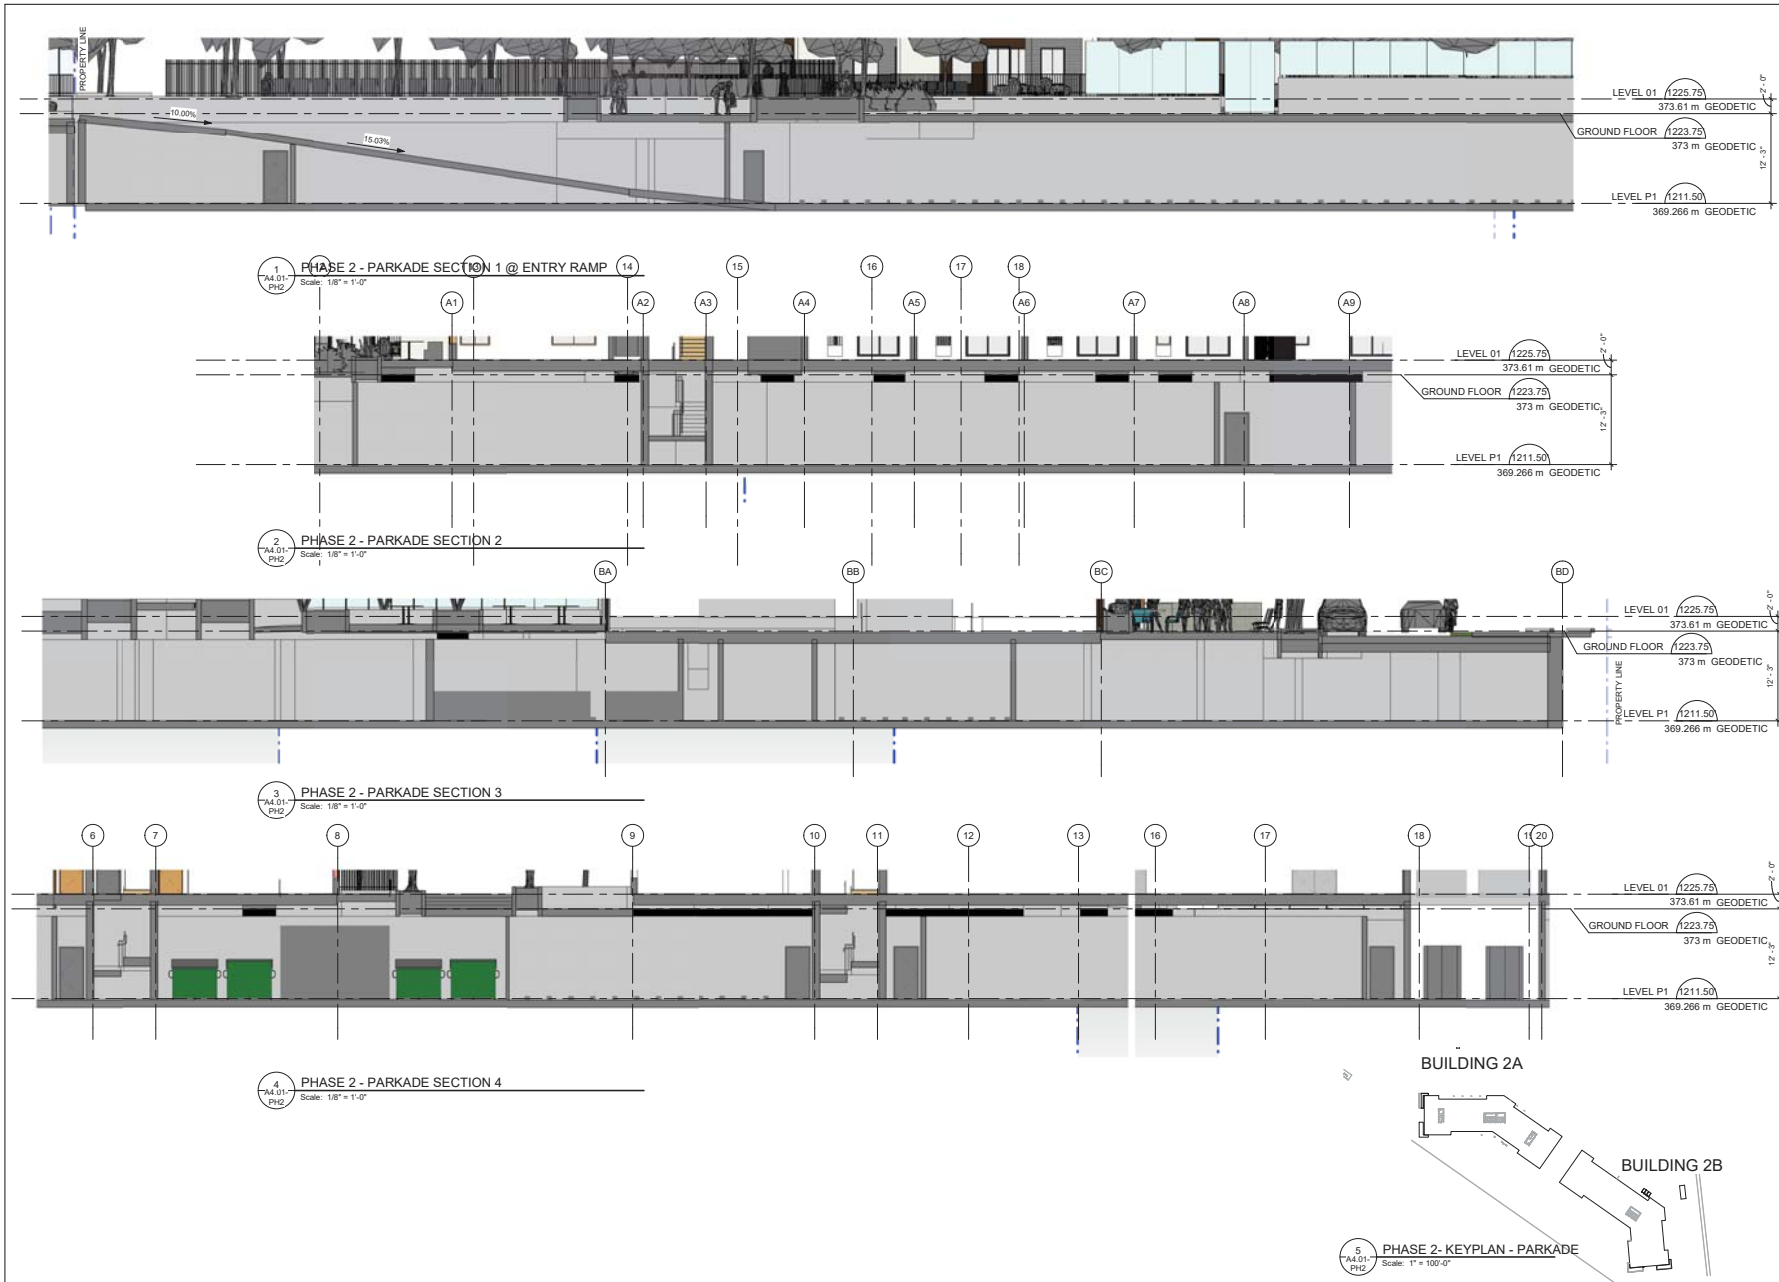 PROPERTY LINE
10.00%
15.03%
LEVEL 01 1225.75
373.61 m GEODETIC
2' - 0"
GROUND FLOOR 1223.75
373 m GEODETIC
12' - 3"
LEVEL P1 1211.50
369.266 m GEODETIC
1
A4.01-
PH2
PHASE 2 - PARKADE SECTION 1 @ ENTRY RAMP
Scale: 1/8" = 1'-0"
12 13 14 15 16 17 18
A1 A2 A3 A4 A5 A6 A7 A8 A9
LEVEL 01 1225.75
373.61 m GEODETIC
2' - 0"
GROUND FLOOR 1223.75
373 m GEODETIC
12' - 3"
LEVEL P1 1211.50
369.266 m GEODETIC
2
A4.01-
PH2
PHASE 2 - PARKADE SECTION 2
Scale: 1/8" = 1'-0"
BA BB BC BD
LEVEL 01 1225.75
373.61 m GEODETIC
2' - 0"
GROUND FLOOR 1223.75
373 m GEODETIC
12' - 3"
PROPERTY LINE
LEVEL P1 1211.50
369.266 m GEODETIC
3
A4.01-
PH2
PHASE 2 - PARKADE SECTION 3
Scale: 1/8" = 1'-0"
6 7 8 9 10 11 12 13 16 17 18 19 20
LEVEL 01 1225.75
373.61 m GEODETIC
2' - 0"
GROUND FLOOR 1223.75
373 m GEODETIC
12' - 3"
LEVEL P1 1211.50
369.266 m GEODETIC
4
A4.01-
PH2
PHASE 2 - PARKADE SECTION 4
Scale: 1/8" = 1'-0"
BUILDING 2A
BUILDING 2B
5
A4.01-
PH2
PHASE 2- KEYPLAN - PARKADE
Scale: 1" = 100'-0"